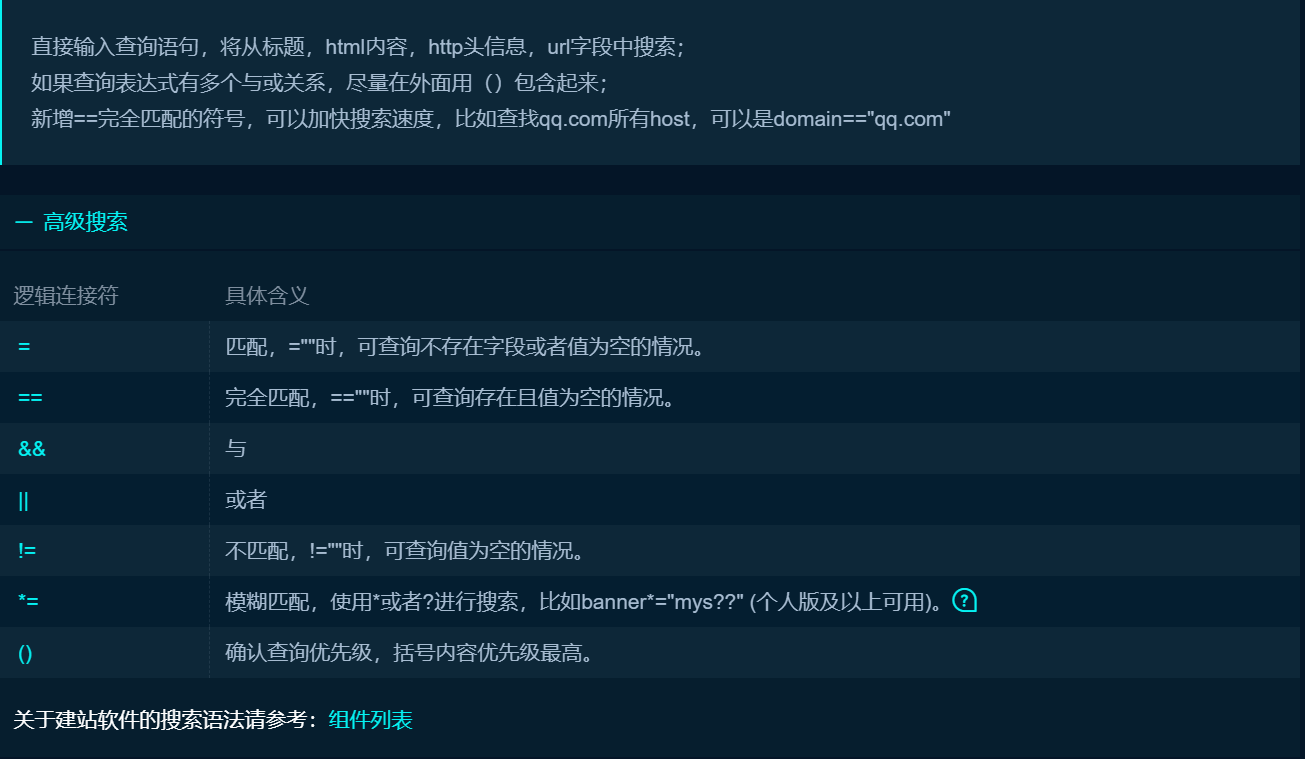 直接输入查询语句，将从标题，html内容，http头信息，url字段中搜索；
如果查询表达式有多个与或关系，尽量在外面用（）包含起来；
新增==完全匹配的符号，可以加快搜索速度，比如查找qq.com所有host，可以是domain=="qq.com"
— 高级搜索
逻辑连接符 具体含义
= 匹配，=""时，可查询不存在字段或者值为空的情况。
== 完全匹配，==""时，可查询存在且值为空的情况。
&& 与
|| 或者
!= 不匹配，!=""时，可查询值为空的情况。
*= 模糊匹配，使用*或者?进行搜索，比如banner*="mys??" (个人版及以上可用)。?
() 确认查询优先级，括号内容优先级最高。
关于建站软件的搜索语法请参考：组件列表